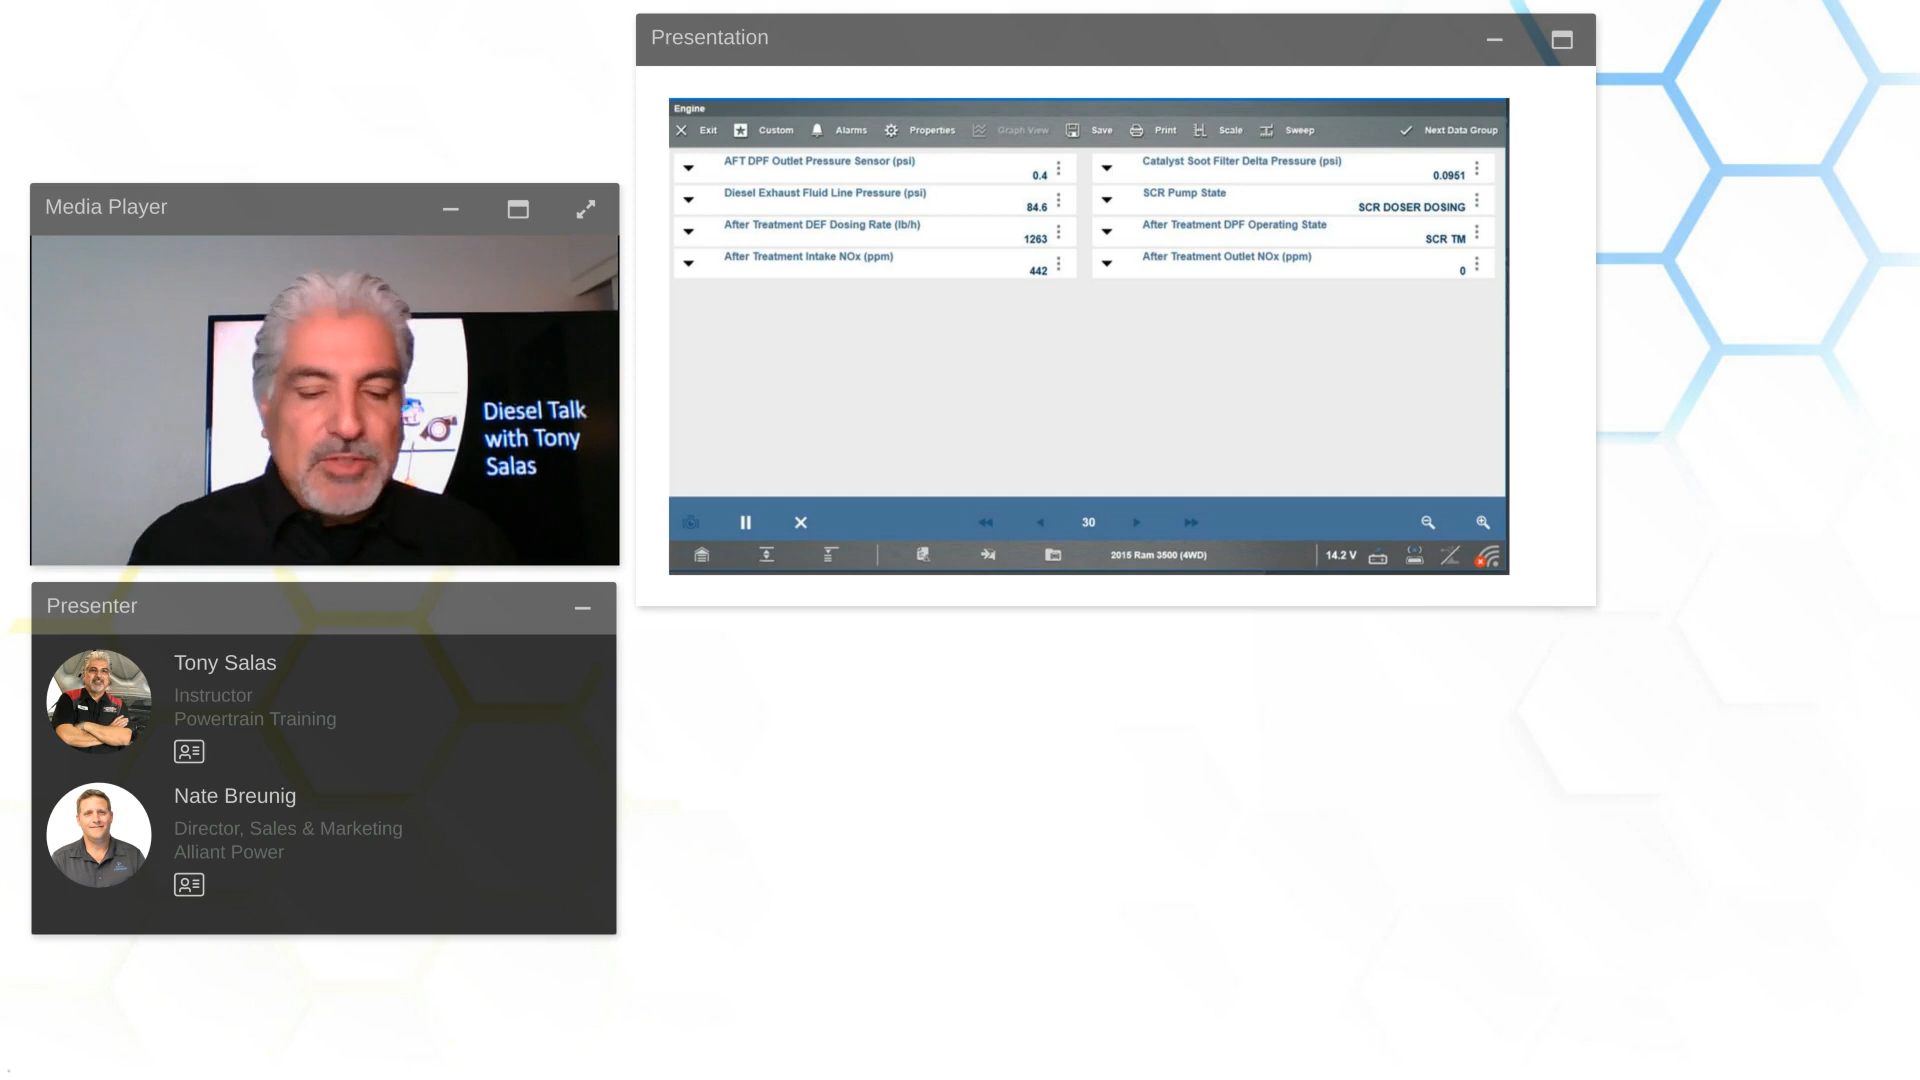 Presentation
Engine
Exit Custom Alarms Properties Graph View Save Print Scale Sweep Next Data Group
AFT DPF Outlet Pressure Sensor (psi)
0.4
Catalyst Soot Filter Delta Pressure (psi)
0.0951
Diesel Exhaust Fluid Line Pressure (psi)
84.6
SCR Pump State
SCR DOSER DOSING
After Treatment DEF Dosing Rate (lb/h)
1263
After Treatment DPF Operating State
SCR TM
After Treatment Intake NOx (ppm)
442
After Treatment Outlet NOx (ppm)
0
30
2015 Ram 3500 (4WD)
14.2 V
Media Player
Diesel Talk
with Tony
Salas
Presenter
Tony Salas
Instructor
Powertrain Training
Nate Breunig
Director, Sales & Marketing
Alliant Power